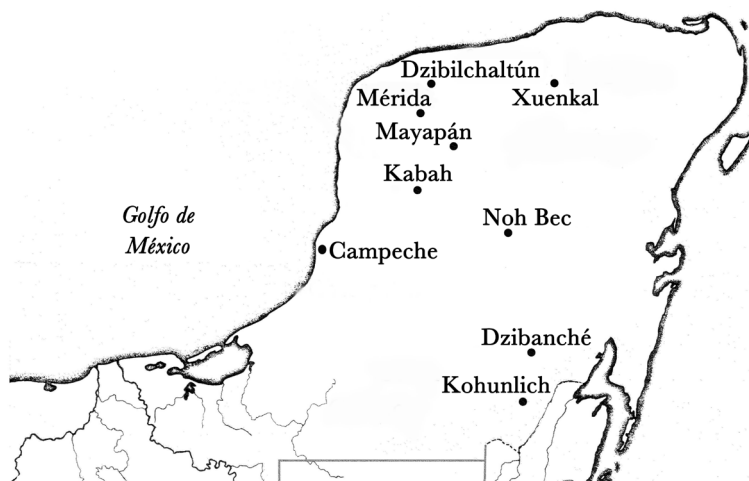 Dzibilchaltún
Mérida
Xuenkal
Mayapán
Kabah
Golfo de
México
Noh Bec
Campeche
Dzibanché
Kohunlich